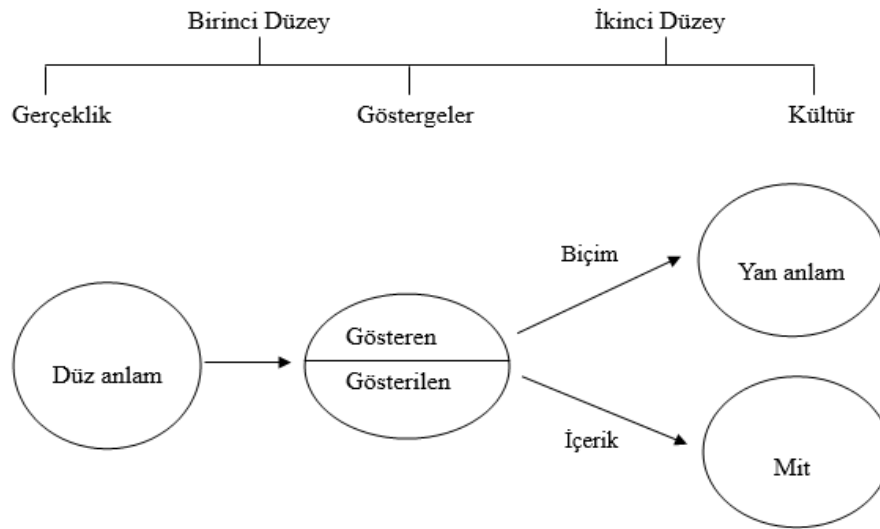 Birinci Düzey
İkinci Düzey
Gerçeklik
Göstergeler
Kültür
Biçim
Yan anlam
Gösteren
Düz anlam
Gösterilen
İçerik
Mit